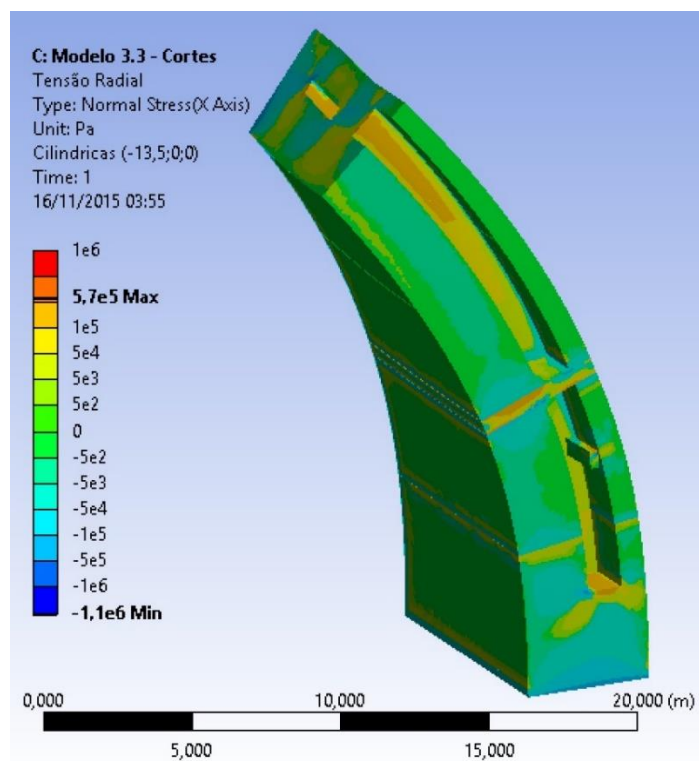 C: Modelo 3.3 - Cortes
Tensão Radial
Type: Normal Stress(X Axis)
Unit: Pa
Cilindricas (-13,5;0;0)
Time: 1
16/11/2015 03:55
1e6
5,7e5 Max
1e5
5e4
5e3
5e2
0
-5e2
-5e3
-5e4
-1e5
-5e5
-1e6
-1,1e6 Min
0,000 10,000 20,000 (m)
5,000 15,000